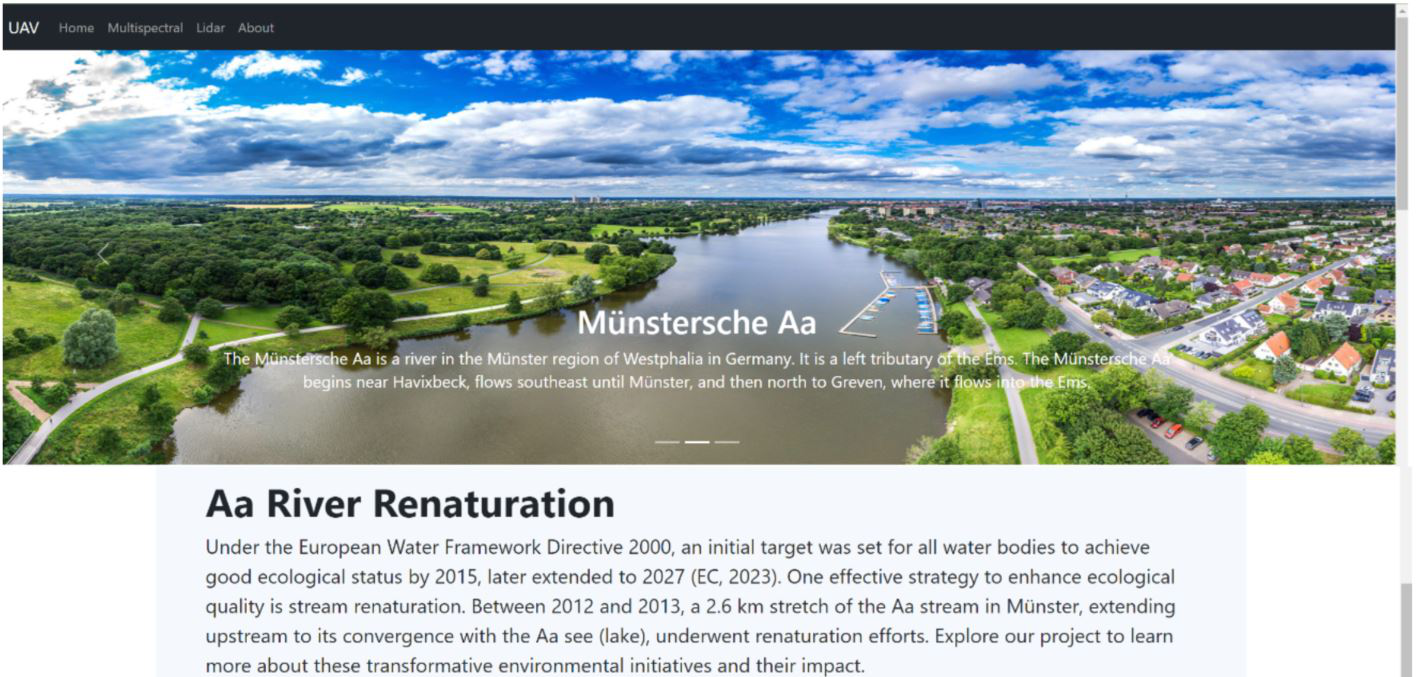 UAV Home Multispectral Lidar About
Münstersche Aa
The Münstersche Aa is a river in the Münster region of Westphalia in Germany. It is a left tributary of the Ems. The Münstersche Aa
begins near Havixbeck, flows southeast until Münster, and then north to Greven, where it flows into the Ems.
Aa River Renaturation
Under the European Water Framework Directive 2000, an initial target was set for all water bodies to achieve
good ecological status by 2015, later extended to 2027 (EC, 2023). One effective strategy to enhance ecological
quality is stream renaturation. Between 2012 and 2013, a 2.6 km stretch of the Aa stream in Münster, extending
upstream to its convergence with the Aa see (lake), underwent renaturation efforts. Explore our project to learn
more about these transformative environmental initiatives and their impact.